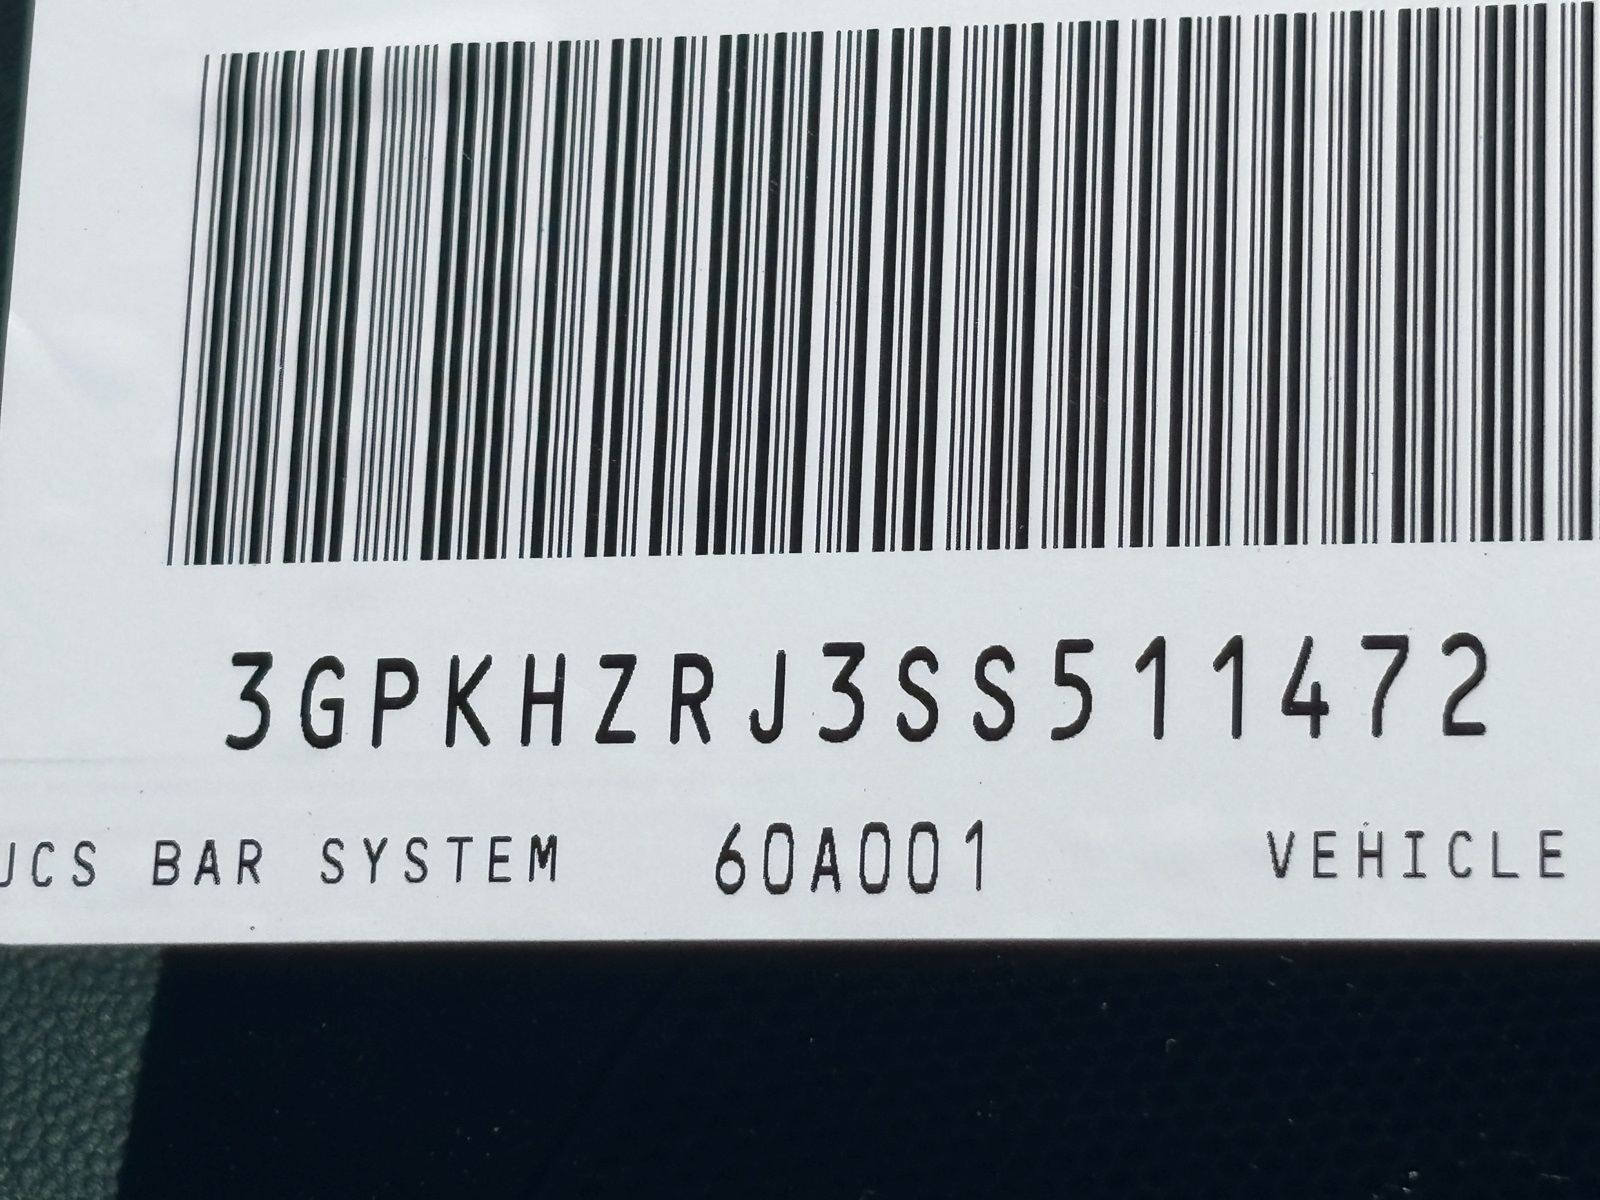 3GPKHZRJ3SS511472
UCS BAR SYSTEM 60A001 VEHICLE